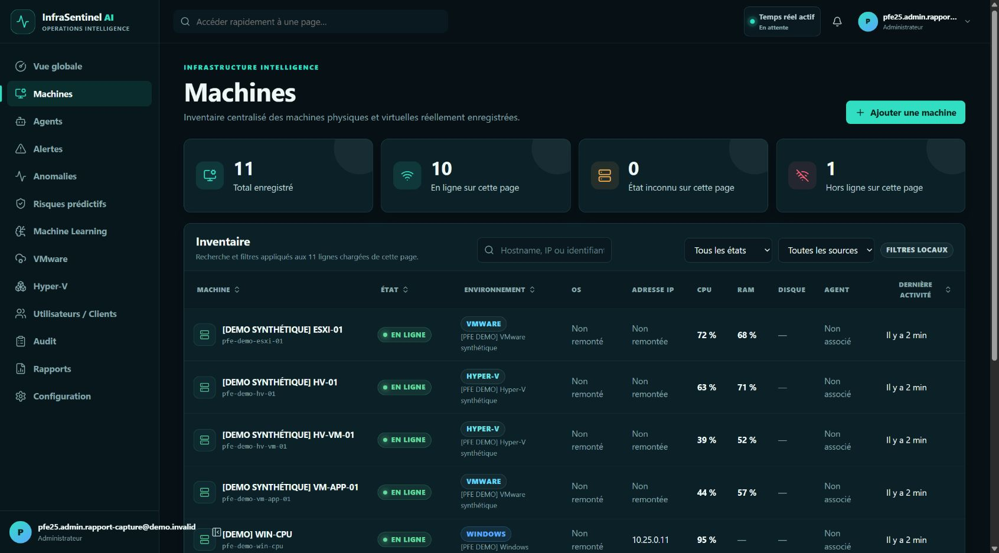 InfraSentinel AI
OPERATIONS INTELLIGENCE
Accéder rapidement à une page...
Temps réel actif
En attente
P
pfe25.admin.rappor...
Administrateur
Vue globale
Machines
Agents
Alertes
Anomalies
Risques prédictifs
Machine Learning
VMware
Hyper-V
Utilisateurs / Clients
Audit
Rapports
Configuration
P
pfe25.admin.rapport-capture@demo.invalid
Administrateur
INFRASTRUCTURE INTELLIGENCE
Machines
Inventaire centralisé des machines physiques et virtuelles réellement enregistrées.
+ Ajouter une machine
11
Total enregistré
10
En ligne sur cette page
0
État inconnu sur cette page
1
Hors ligne sur cette page
Inventaire
Recherche et filtres appliqués aux 11 lignes chargées de cette page.
Hostname, IP ou identifiant
Tous les états
Toutes les sources
FILTRES LOCAUX
MACHINE ÉTAT ENVIRONNEMENT OS ADRESSE IP CPU RAM DISQUE AGENT DERNIÈRE ACTIVITÉ
[DEMO SYNTHÉTIQUE] ESXI-01
pfe-demo-esxi-01
EN LIGNE
VMWARE
[PFE DEMO] VMware
synthétique
Non
remonté
Non
remontée
72 %
68 %
—
Non
associé
Il y a 2 min
[DEMO SYNTHÉTIQUE] HV-01
pfe-demo-hv-01
EN LIGNE
HYPER-V
[PFE DEMO] Hyper-V
synthétique
Non
remonté
Non
remontée
63 %
71 %
—
Non
associé
Il y a 2 min
[DEMO SYNTHÉTIQUE] HV-VM-01
pfe-demo-hv-vm-01
EN LIGNE
HYPER-V
[PFE DEMO] Hyper-V
synthétique
Non
remonté
Non
remontée
39 %
52 %
—
Non
associé
Il y a 2 min
[DEMO SYNTHÉTIQUE] VM-APP-01
pfe-demo-vm-app-01
EN LIGNE
VMWARE
[PFE DEMO] VMware
synthétique
Non
remonté
Non
remontée
44 %
57 %
—
Non
associé
Il y a 2 min
[DEMO] WIN-CPU
pfe-demo-win-cpu
EN LIGNE
WINDOWS
[PFE DEMO] Windows
Non
remonté
10.25.0.11
95 %
—
—
Non
associé
Il y a 2 min